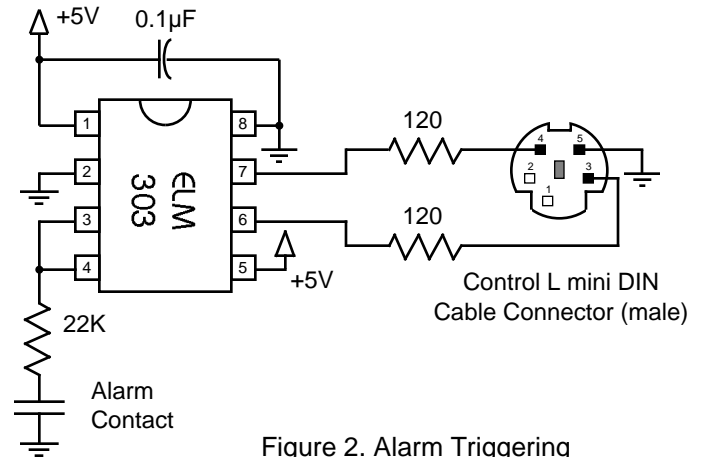 +5V
0.1µF
1
2
3
4
8
7
6
5
ELM
303
+5V
120
120
4
5
2
3
1
Control L mini DIN
Cable Connector (male)
22K
Alarm
Contact
Figure 2. Alarm Triggering